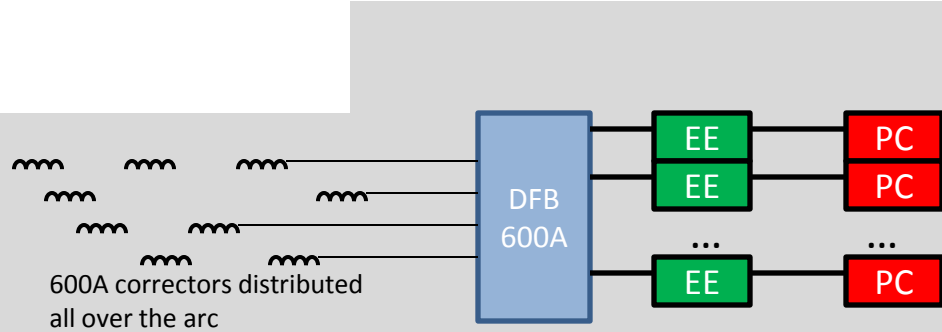 EE PC
EE PC
DFB
600A
... ...
EE PC
600A correctors distributed
all over the arc